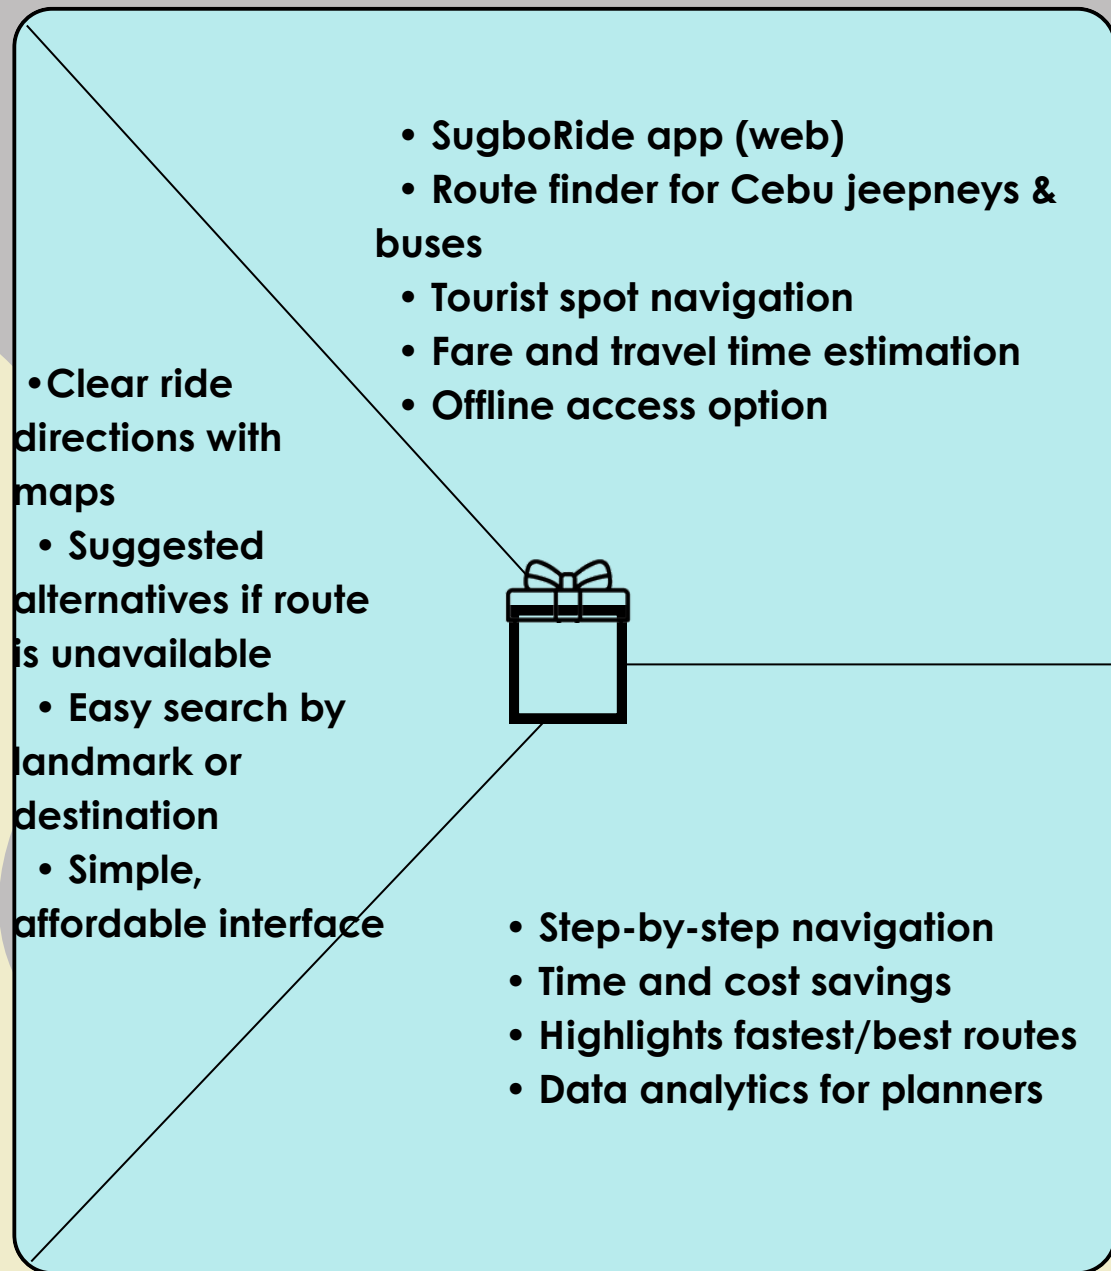 • SugboRide app (web)
• Route finder for Cebu jeepneys &
buses
• Tourist spot navigation
• Fare and travel time estimation
• Offline access option
•Clear ride
directions with
maps
• Suggested
alternatives if route
is unavailable
• Easy search by
landmark or
destination
• Simple,
affordable interface
• Step-by-step navigation
• Time and cost savings
• Highlights fastest/best routes
• Data analytics for planners